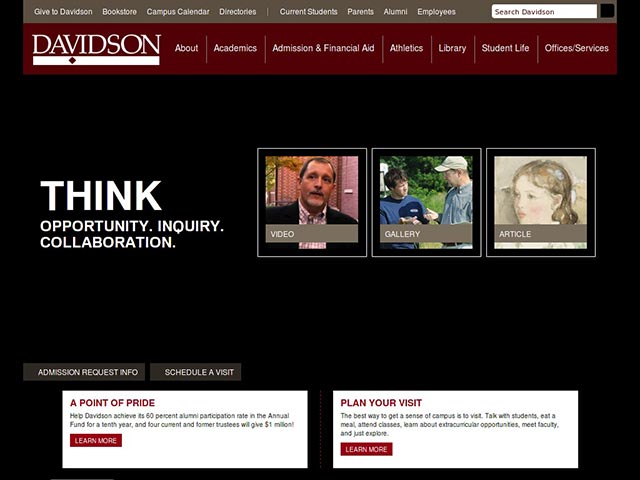 Give to Davidson Bookstore Campus Calendar Directories Current Students Parents Alumni Employees Search Davidson
DAVIDSON
About Academics Admission & Financial Aid Athletics Library Student Life Offices/Services
THINK
OPPORTUNITY. INQUIRY.
COLLABORATION.
VIDEO GALLERY ARTICLE
ADMISSION REQUEST INFO SCHEDULE A VISIT
A POINT OF PRIDE
Help Davidson achieve its 60 percent alumni participation rate in the Annual
Fund for a tenth year, and four current and former trustees will give $1 million!
LEARN MORE
PLAN YOUR VISIT
The best way to get a sense of campus is to visit. Talk with students, eat a
meal, attend classes, learn about extracurricular opportunities, meet faculty,
and just explore.
LEARN MORE